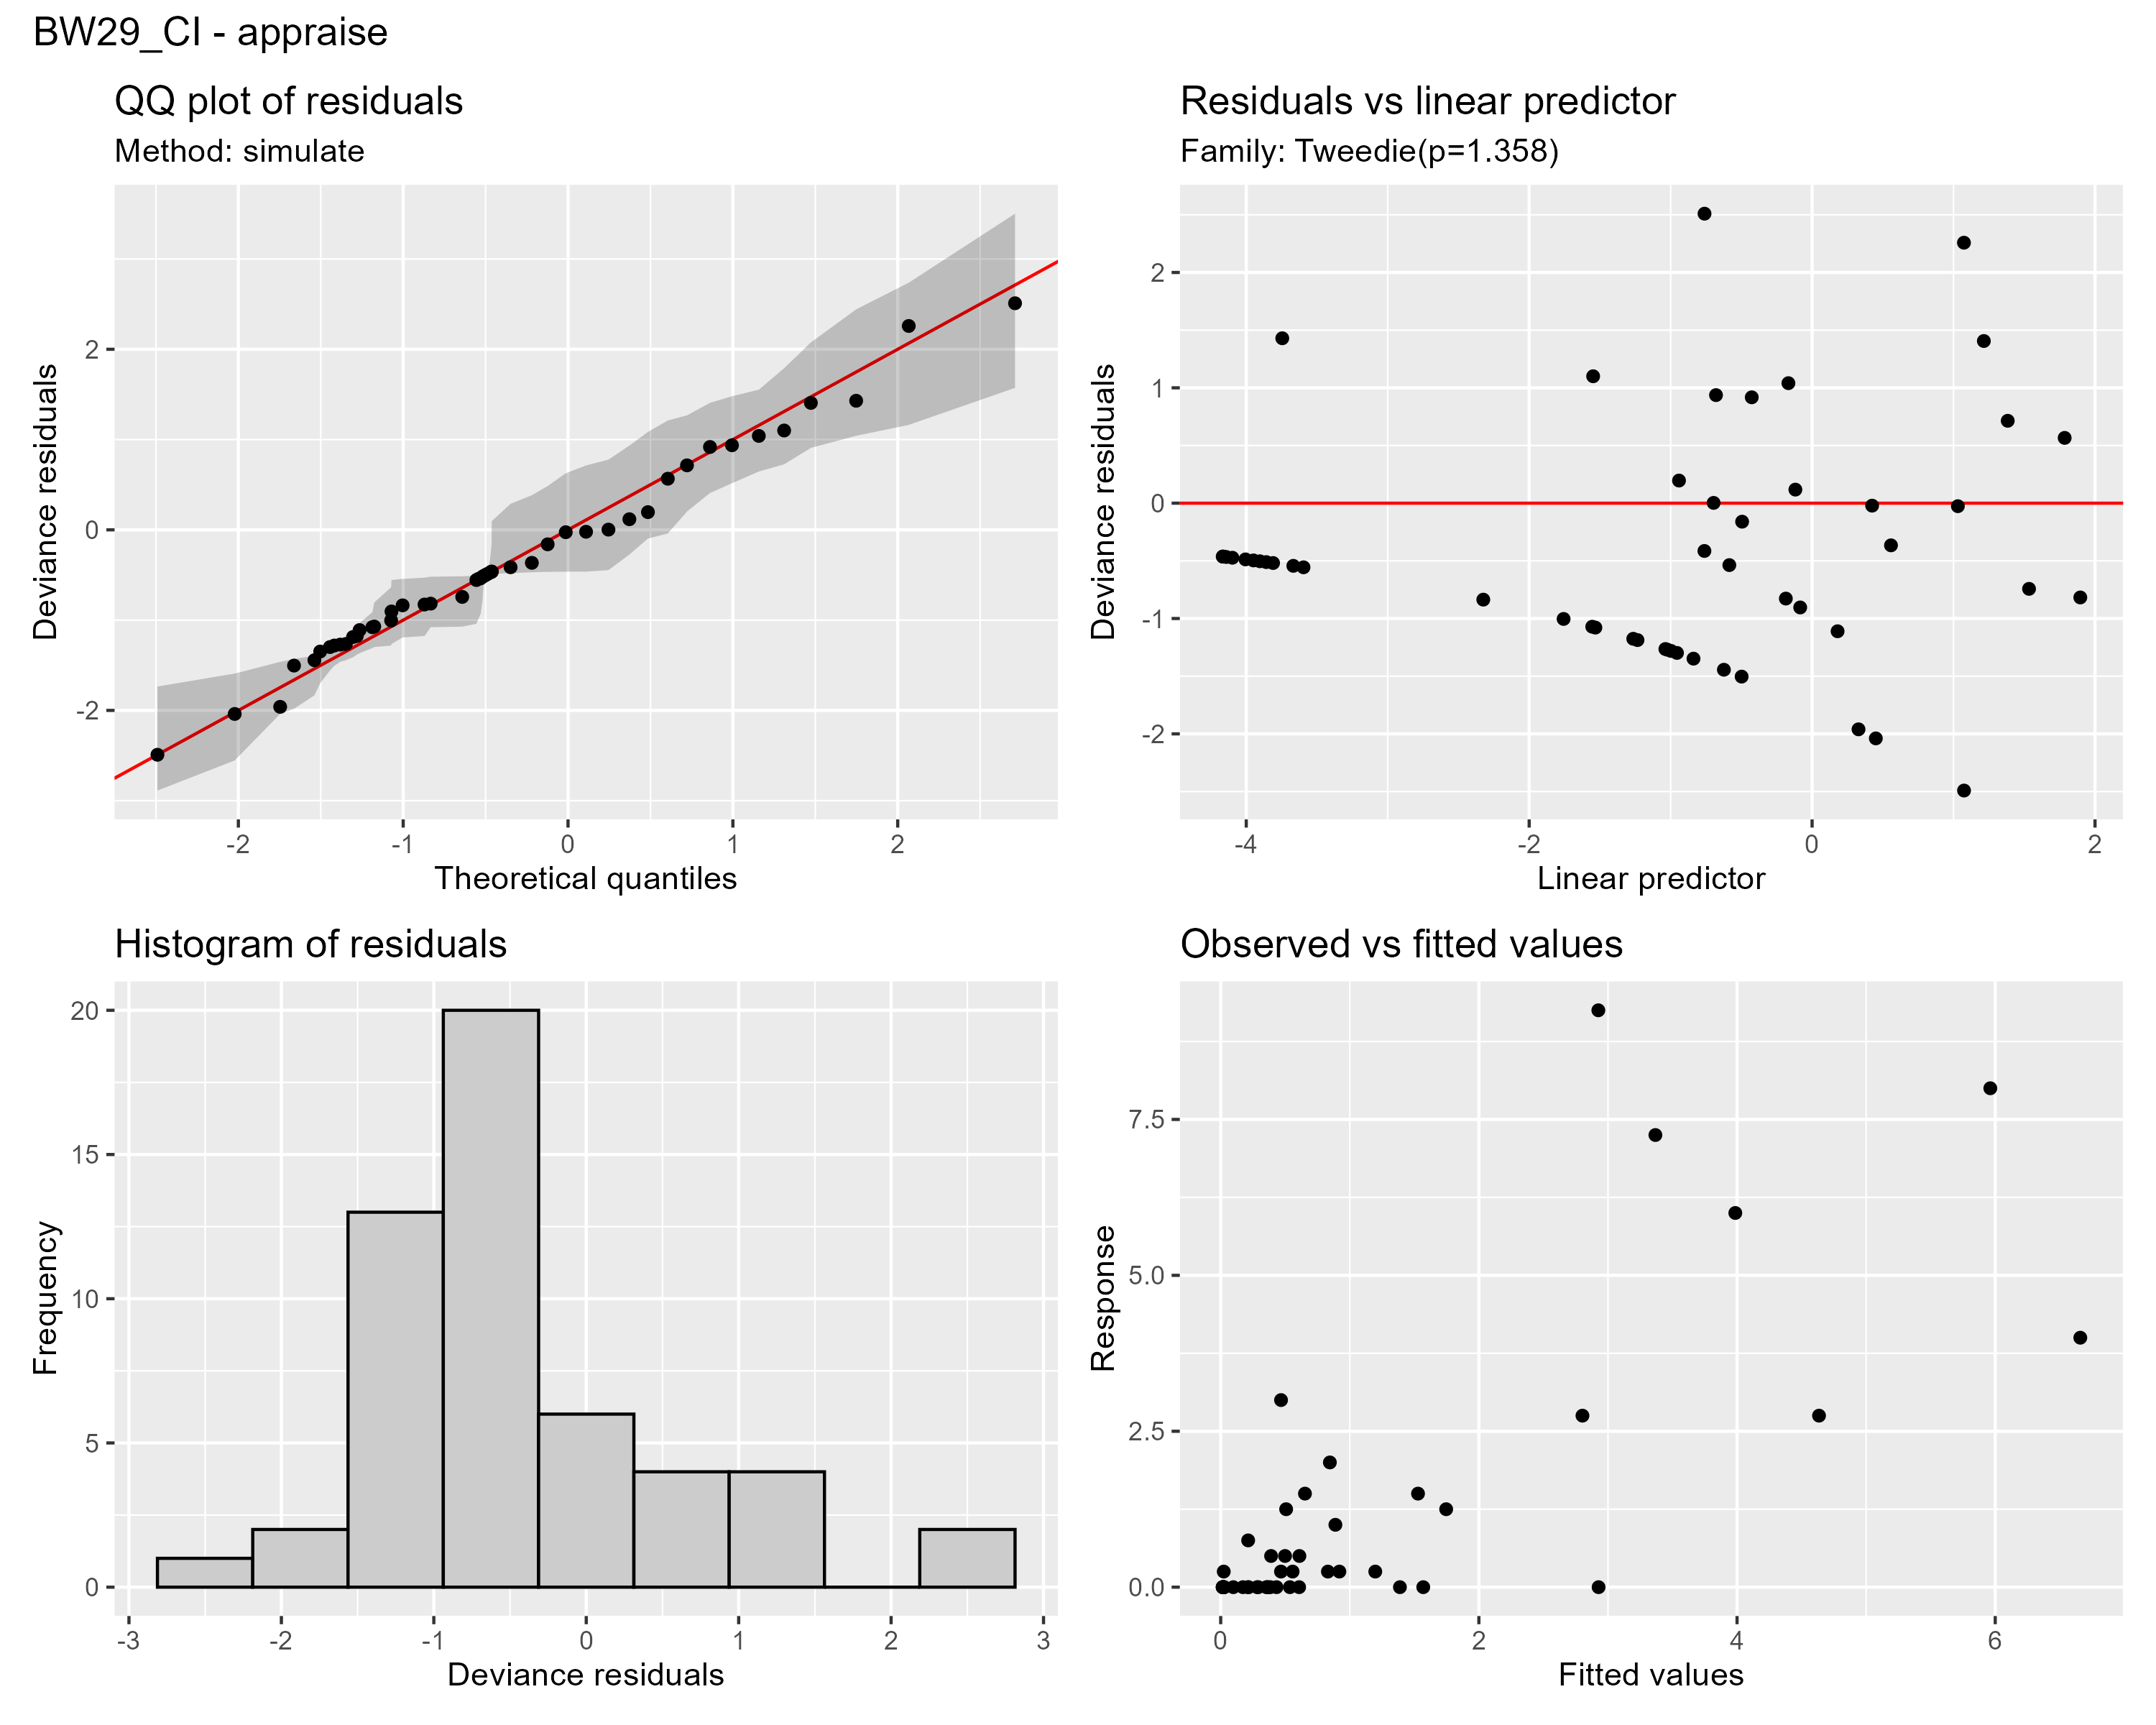 BW29_CI - appraise
QQ plot of residuals
Method: simulate
Deviance residuals
2
0
-2
-2
-1
0
1
2
Theoretical quantiles
Residuals vs linear predictor
Family: Tweedie(p=1.358)
Deviance residuals
2
1
0
-1
-2
-4
-2
0
2
Linear predictor
Histogram of residuals
Frequency
20
15
10
5
0
-3
-2
-1
0
1
2
3
Deviance residuals
Observed vs fitted values
Response
7.5
5.0
2.5
0.0
0
2
4
6
Fitted values